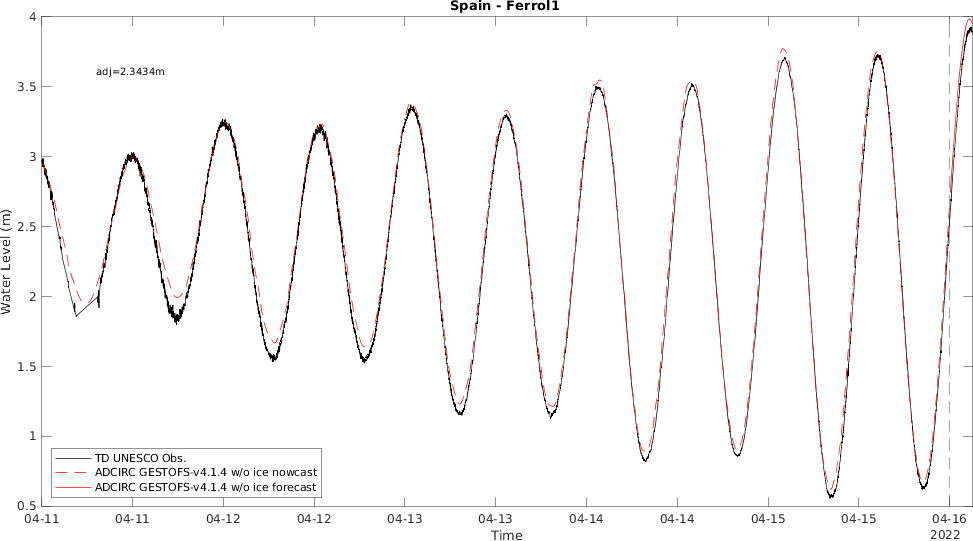 Spain - Ferrol1
adj=2.3434m
Water Level (m)
4
3.5
3
2.5
2
1.5
1
0.5
TD UNESCO Obs.
ADCIRC GESTOFS-v4.1.4 w/o ice nowcast
ADCIRC GESTOFS-v4.1.4 w/o ice forecast
04-11 04-11 04-12 04-12 04-13 04-13 04-14 04-14 04-15 04-15 04-16
2022
Time